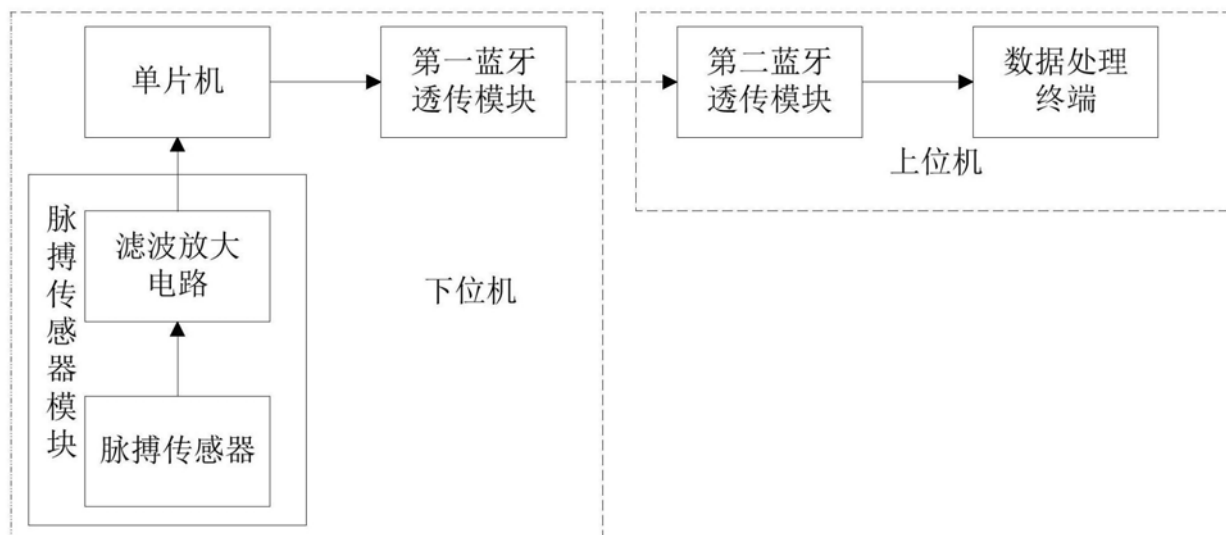 单片机
第一蓝牙
透传模块
第二蓝牙
透传模块
数据处理
终端
上位机
脉搏传感器模块
滤波放大
电路
下位机
脉搏传感器